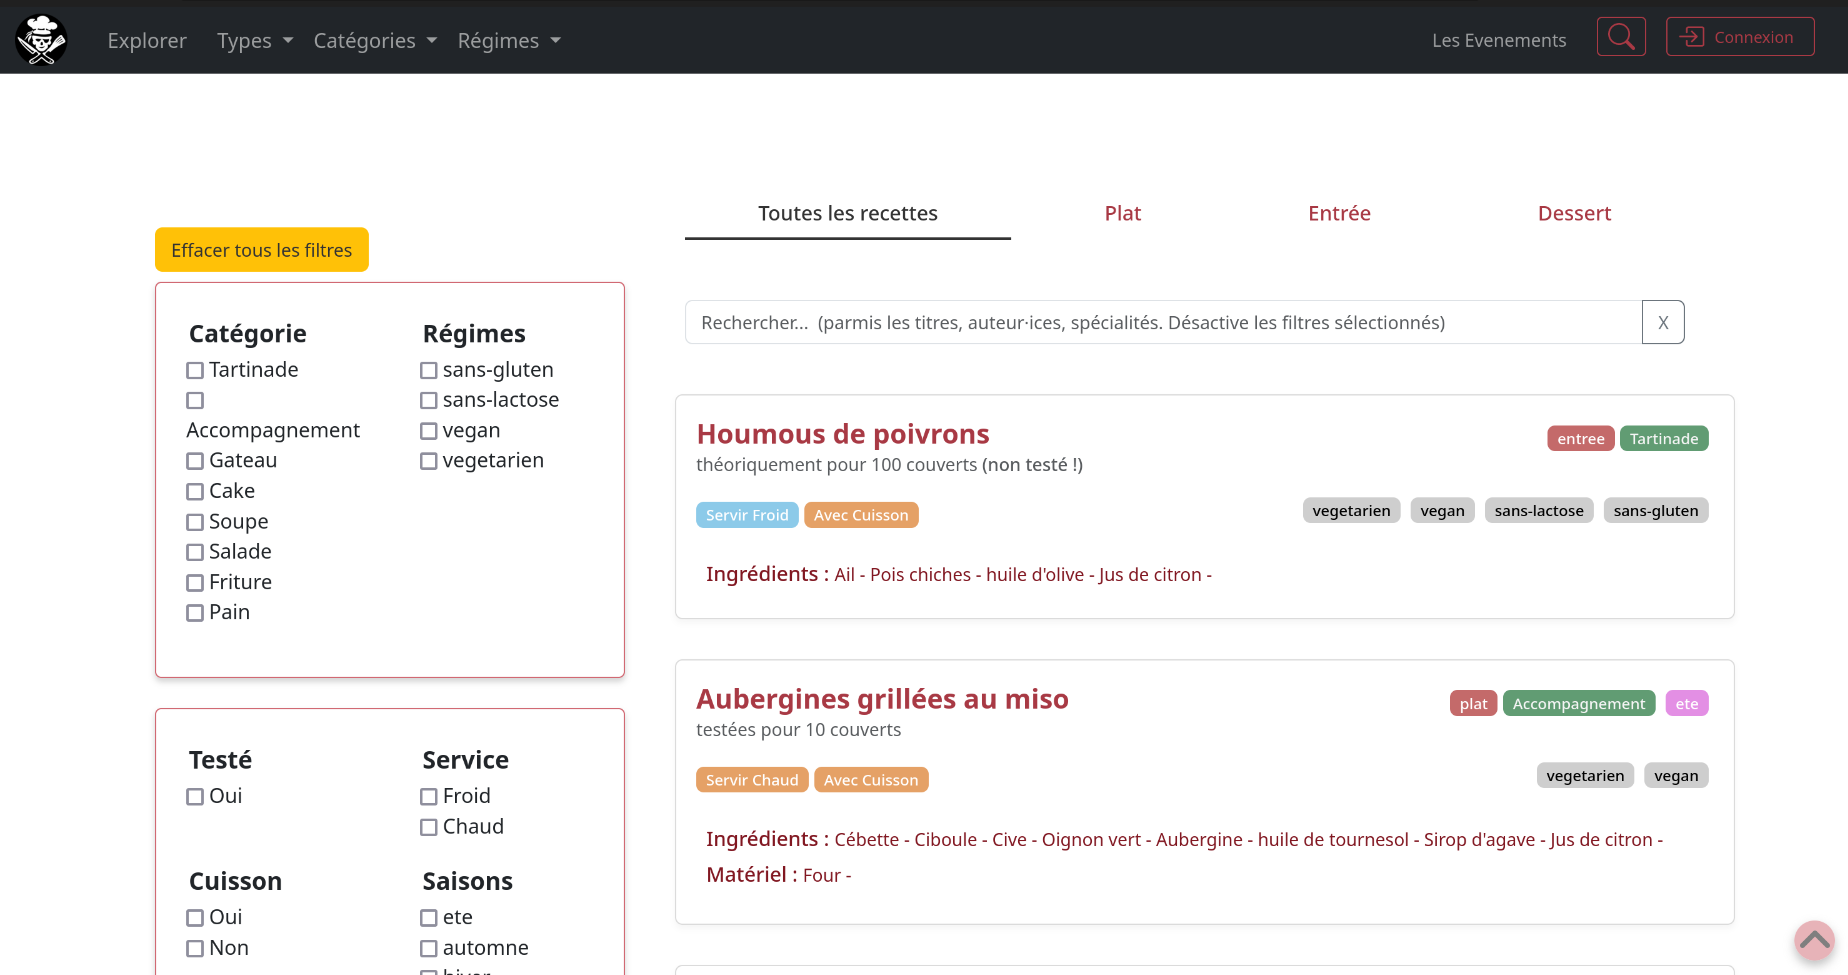 Explorer Types Catégories Régimes Les Evenements Connexion
Toutes les recettes Plat Entrée Dessert
Effacer tous les filtres
Catégorie
Tartinade
Accompagnement
Gateau
Cake
Soupe
Salade
Friture
Pain
Régimes
sans-gluten
sans-lactose
vegan
vegetarien
Testé
Oui
Service
Froid
Chaud
Cuisson
Oui
Non
Saisons
ete
automne
hiver
Rechercher... (parmis les titres, auteur·ices, spécialités. Désactive les filtres sélectionnés) X
Houmous de poivrons entree Tartinade
théoriquement pour 100 couverts (non testé !)
Servir Froid Avec Cuisson vegetarien vegan sans-lactose sans-gluten
Ingrédients : Ail - Pois chiches - huile d'olive - Jus de citron -
Aubergines grillées au miso plat Accompagnement ete
testées pour 10 couverts
Servir Chaud Avec Cuisson vegetarien vegan
Ingrédients : Cébette - Ciboule - Cive - Oignon vert - Aubergine - huile de tournesol - Sirop d'agave - Jus de citron -
Matériel : Four -